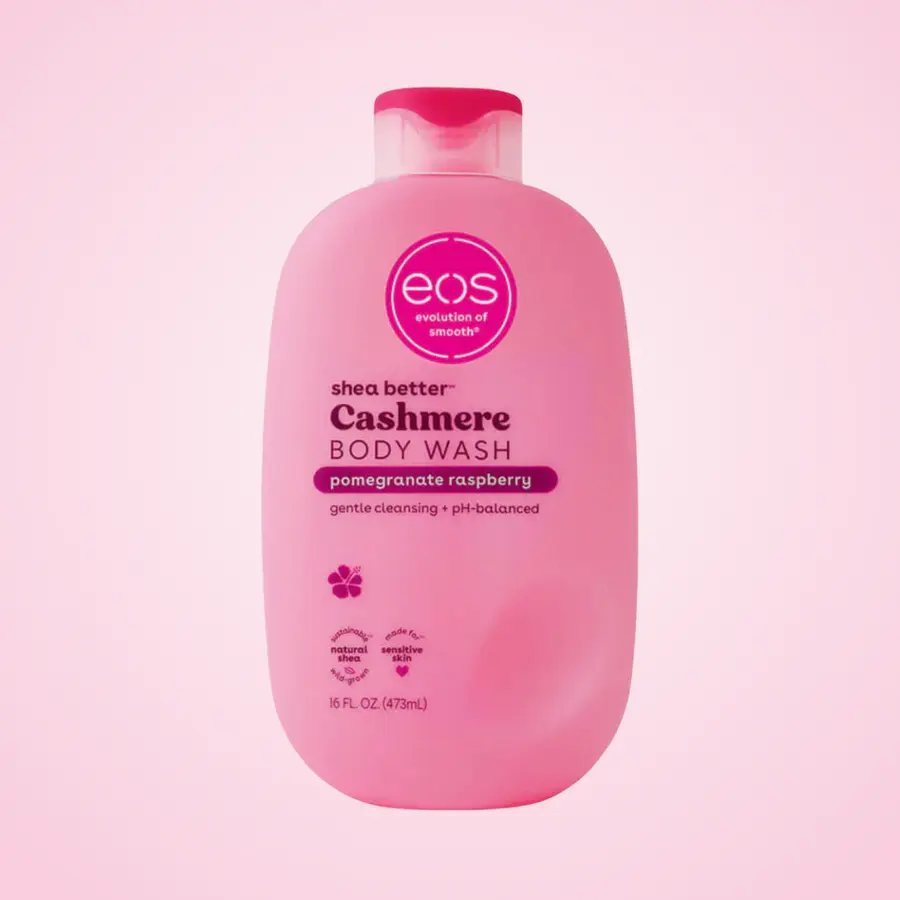 eos
evolution of
smooth®
shea better™
Cashmere
BODY WASH
pomegranate raspberry
gentle cleansing + pH-balanced
sustainable
natural
shea
wild-grown
made for
sensitive
skin
16 FL. OZ. (473mL)